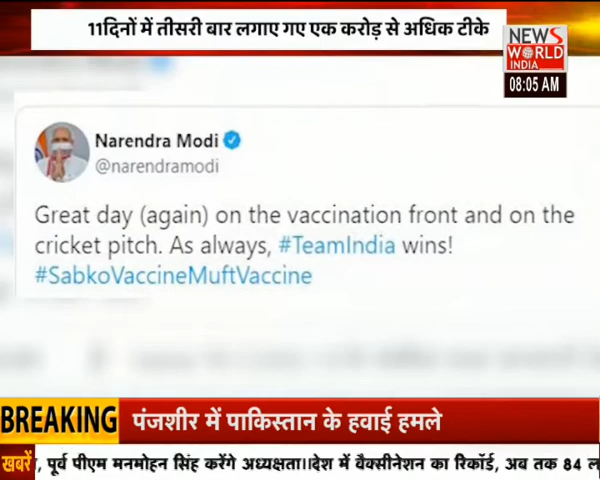 11दिनों में तीसरी बार लगाए गए एक करोड़ से अधिक टीके
NEWS
WORLD
INDIA
08:05 AM
Narendra Modi
@narendramodi
Great day (again) on the vaccination front and on the
cricket pitch. As always, #TeamIndia wins!
#SabkoVaccineMuftVaccine
BREAKING पंजशीर में पाकिस्तान के हवाई हमले
खबरें , पूर्व पीएम मनमोहन सिंह करेंगे अध्यक्षता।।देश में वैक्सीनेशन का रिकॉर्ड, अब तक 84 ल